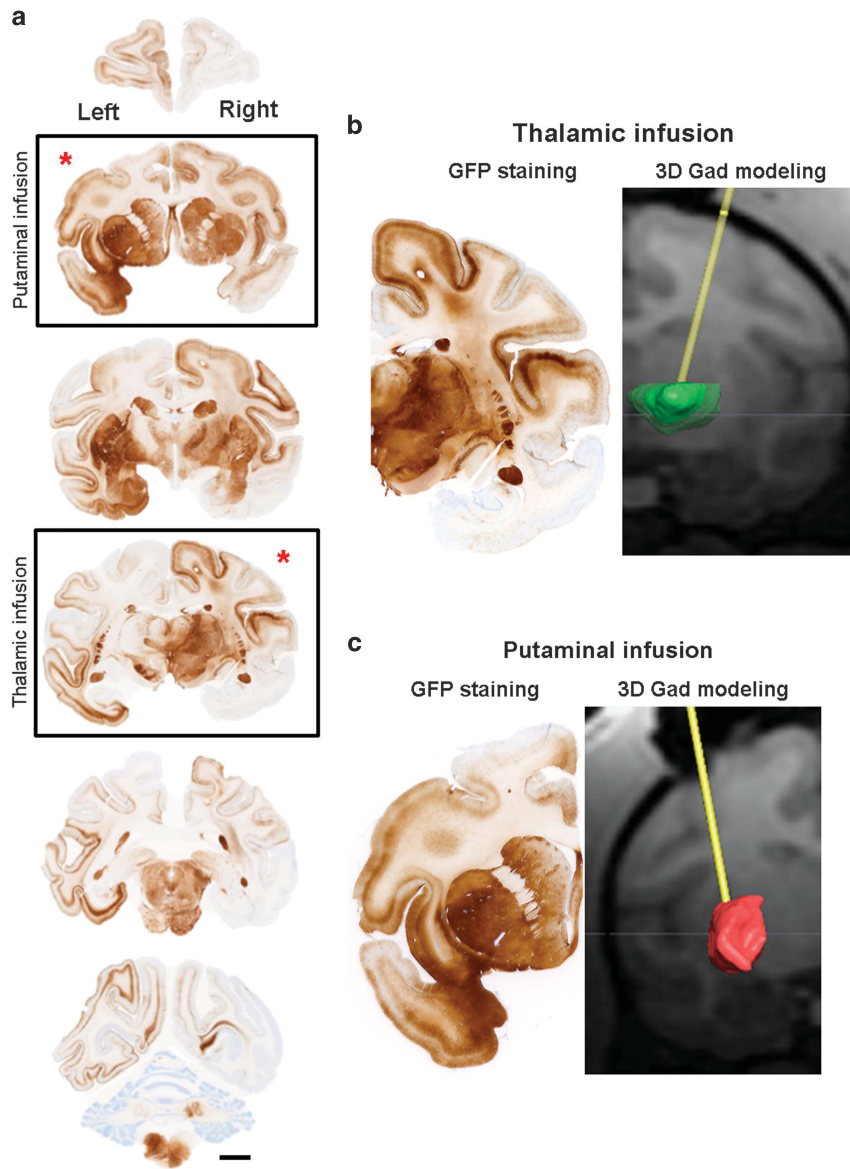 a
Left
Right
Putaminal infusion
*
Thalamic infusion
*
b
Thalamic infusion
GFP staining
3D Gad modeling
c
Putaminal infusion
GFP staining
3D Gad modeling